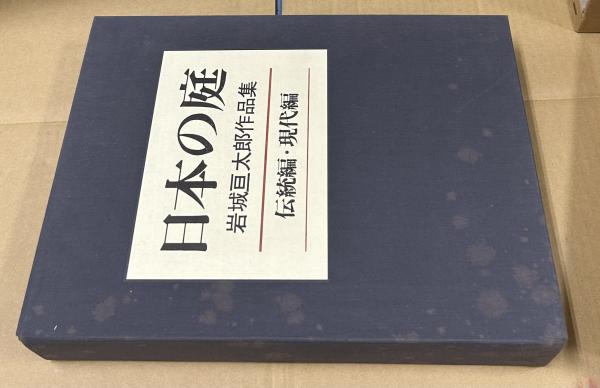 日本の庭
岩城亘太郎作品集
伝統編・現代編